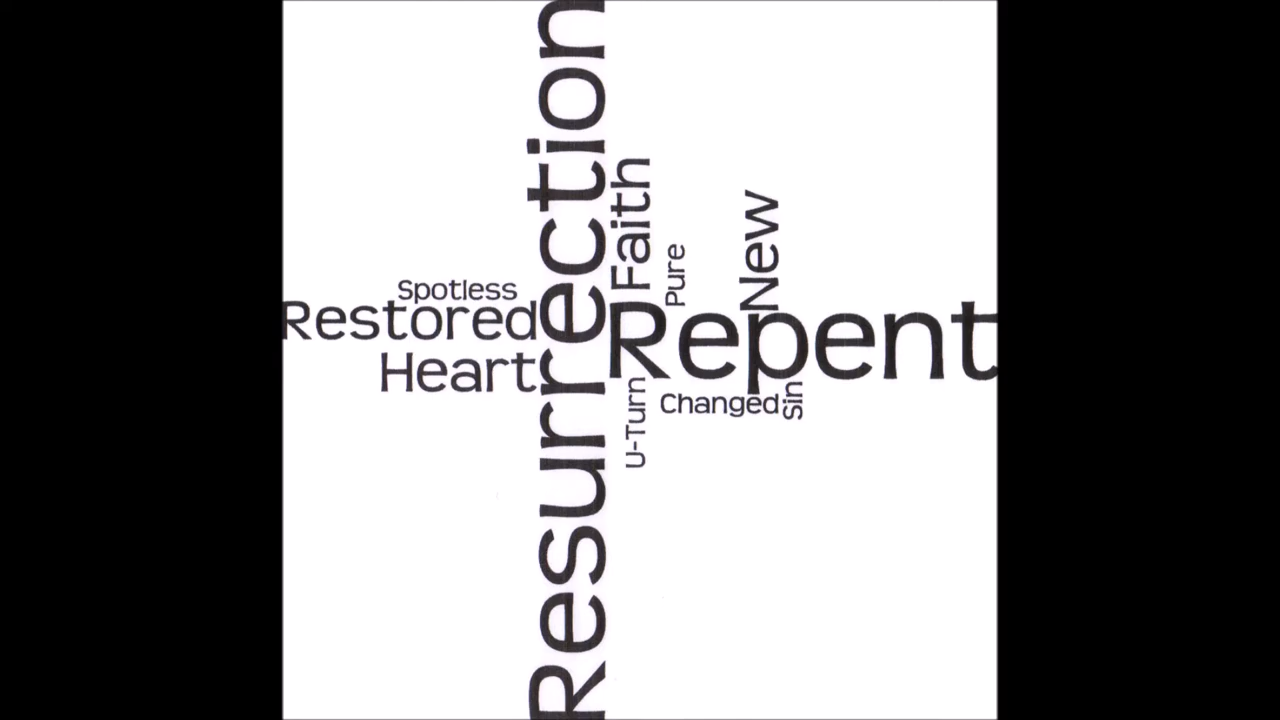 Resurrection
Faith
Pure
New
Spotless
Restored
Repent
Heart
U-Turn
Changed
Sin